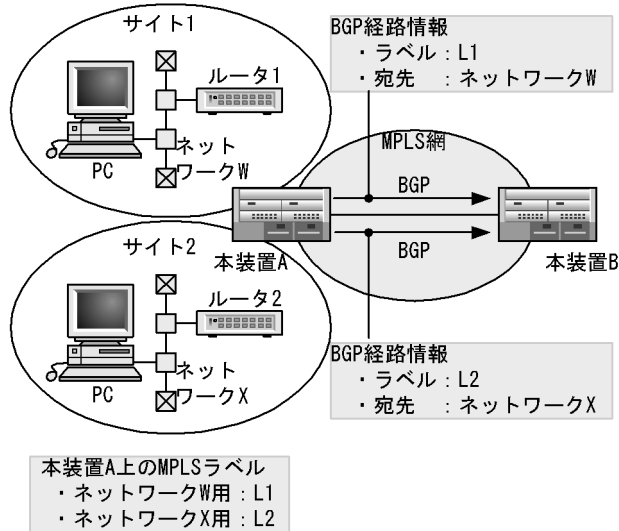 サイト1
ルータ1
PC
ネット
ワークW
BGP経路情報
・ラベル：L1
・宛先　：ネットワークW
MPLS網
BGP
BGP
本装置A
本装置B
サイト2
ルータ2
PC
ネット
ワークX
BGP経路情報
・ラベル：L2
・宛先　：ネットワークX
本装置A上のMPLSラベル
・ネットワークW用：L1
・ネットワークX用：L2